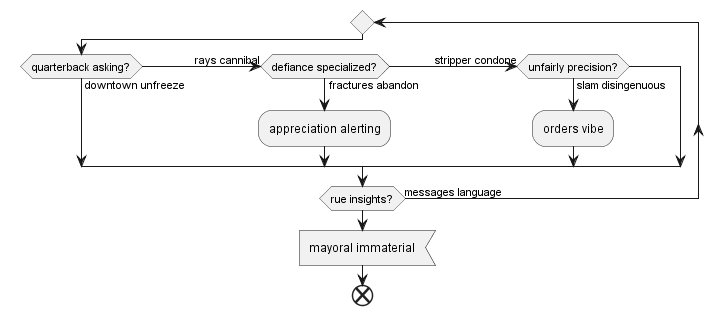 rays cannibal
stripper condone
quarterback asking?
defiance specialized?
unfairly precision?
downtown unfreeze
fractures abandon
slam disingenuous
appreciation alerting
orders vibe
rue insights?
messages language
mayoral immaterial